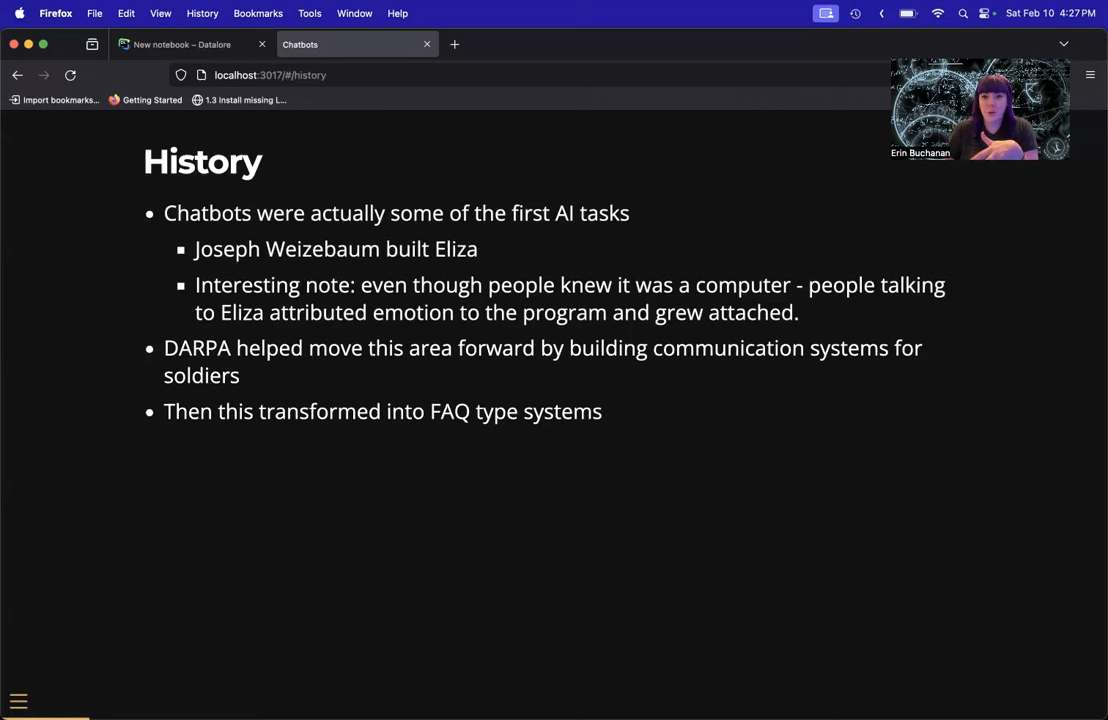 Firefox File Edit View History Bookmarks Tools Window Help Sat Feb 10 4:27 PM
New notebook – Datalore Chatbots
localhost:3017/#/history
Import bookmarks... Getting Started 1.3 Install missing L...
Erin Buchanan
History
Chatbots were actually some of the first AI tasks
Joseph Weizebaum built Eliza
Interesting note: even though people knew it was a computer - people talking
to Eliza attributed emotion to the program and grew attached.
DARPA helped move this area forward by building communication systems for
soldiers
Then this transformed into FAQ type systems